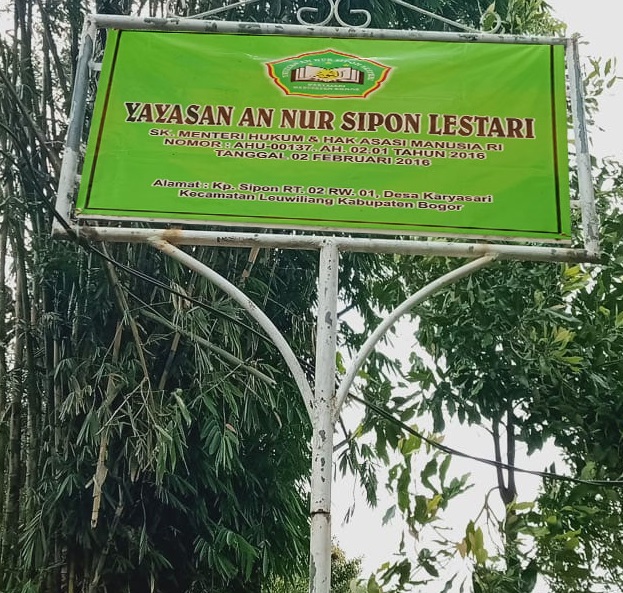 YAYASAN AN NUR SIPON LESTARI
SK. MENTERI HUKUM & HAK ASASI MANUSIA RI
NOMOR : AHU-00137. AH. 02.01 TAHUN 2016
TANGGAL 02 FEBRUARI 2016
Alamat : Kp. Sipon RT. 02 RW. 01, Desa Karyasari
Kecamatan Leuwiliang Kabupaten Bogor